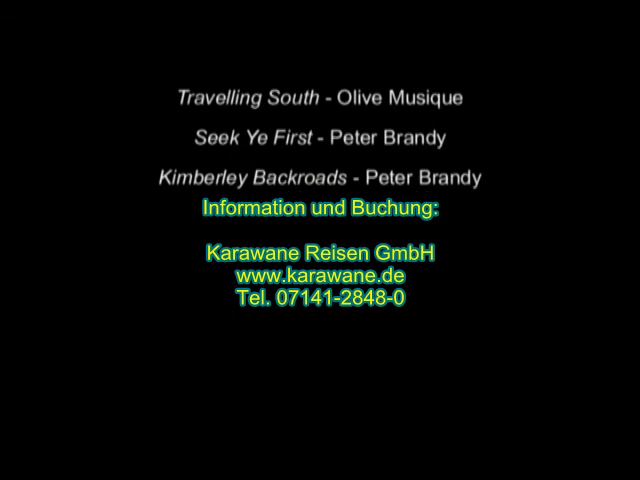 Travelling South - Olive Musique
Seek Ye First - Peter Brandy
Kimberley Backroads - Peter Brandy
Information und Buchung:
Karawane Reisen GmbH
www.karawane.de
Tel. 07141-2848-0